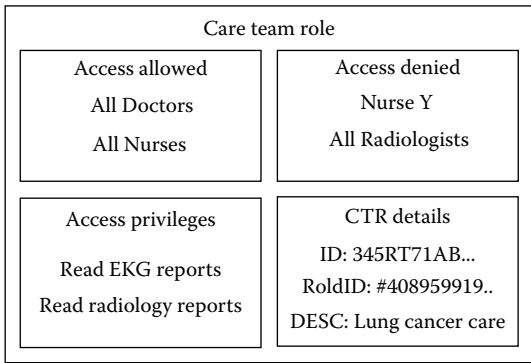 Care team role
Access allowed
All Doctors
All Nurses
Access denied
Nurse Y
All Radiologists
Access privileges
Read EKG reports
Read radiology reports
CTR details
ID: 345RT71AB...
RoldID: #408959919..
DESC: Lung cancer care